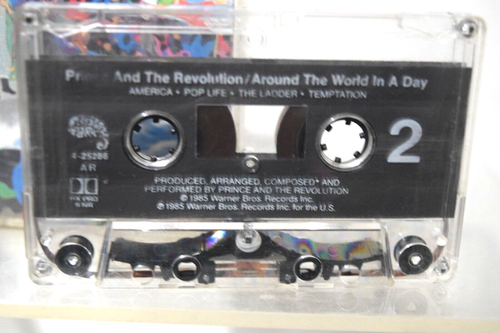 Prince And The Revolution/Around The World In A Day
AMERICA • POP LIFE • THE LADDER • TEMPTATION
2
4-25286
AR
PRODUCED, ARRANGED, COMPOSED* AND
PERFORMED BY PRINCE AND THE REVOLUTION
© 1985 Warner Bros. Records Inc.
℗ 1985 Warner Bros. Records Inc. for the U.S.